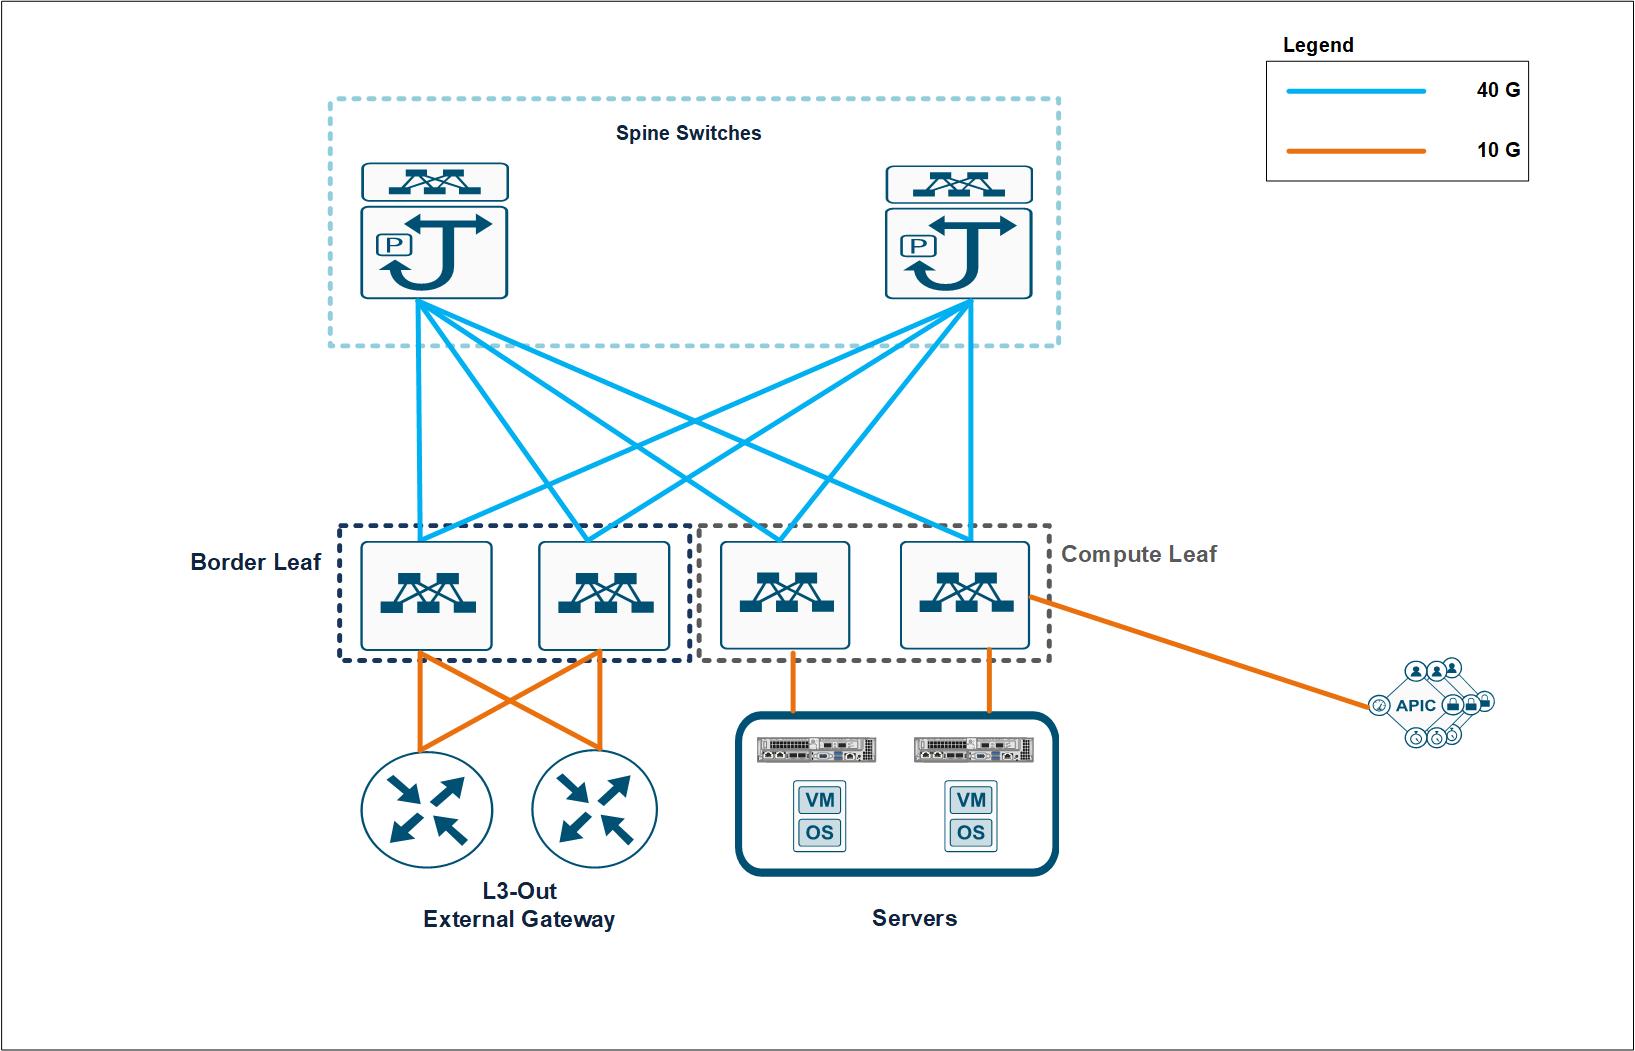 Legend
40 G
10 G
Spine Switches
P
P
Border Leaf
Compute Leaf
APIC
VM
OS
VM
OS
L3-Out
External Gateway
Servers